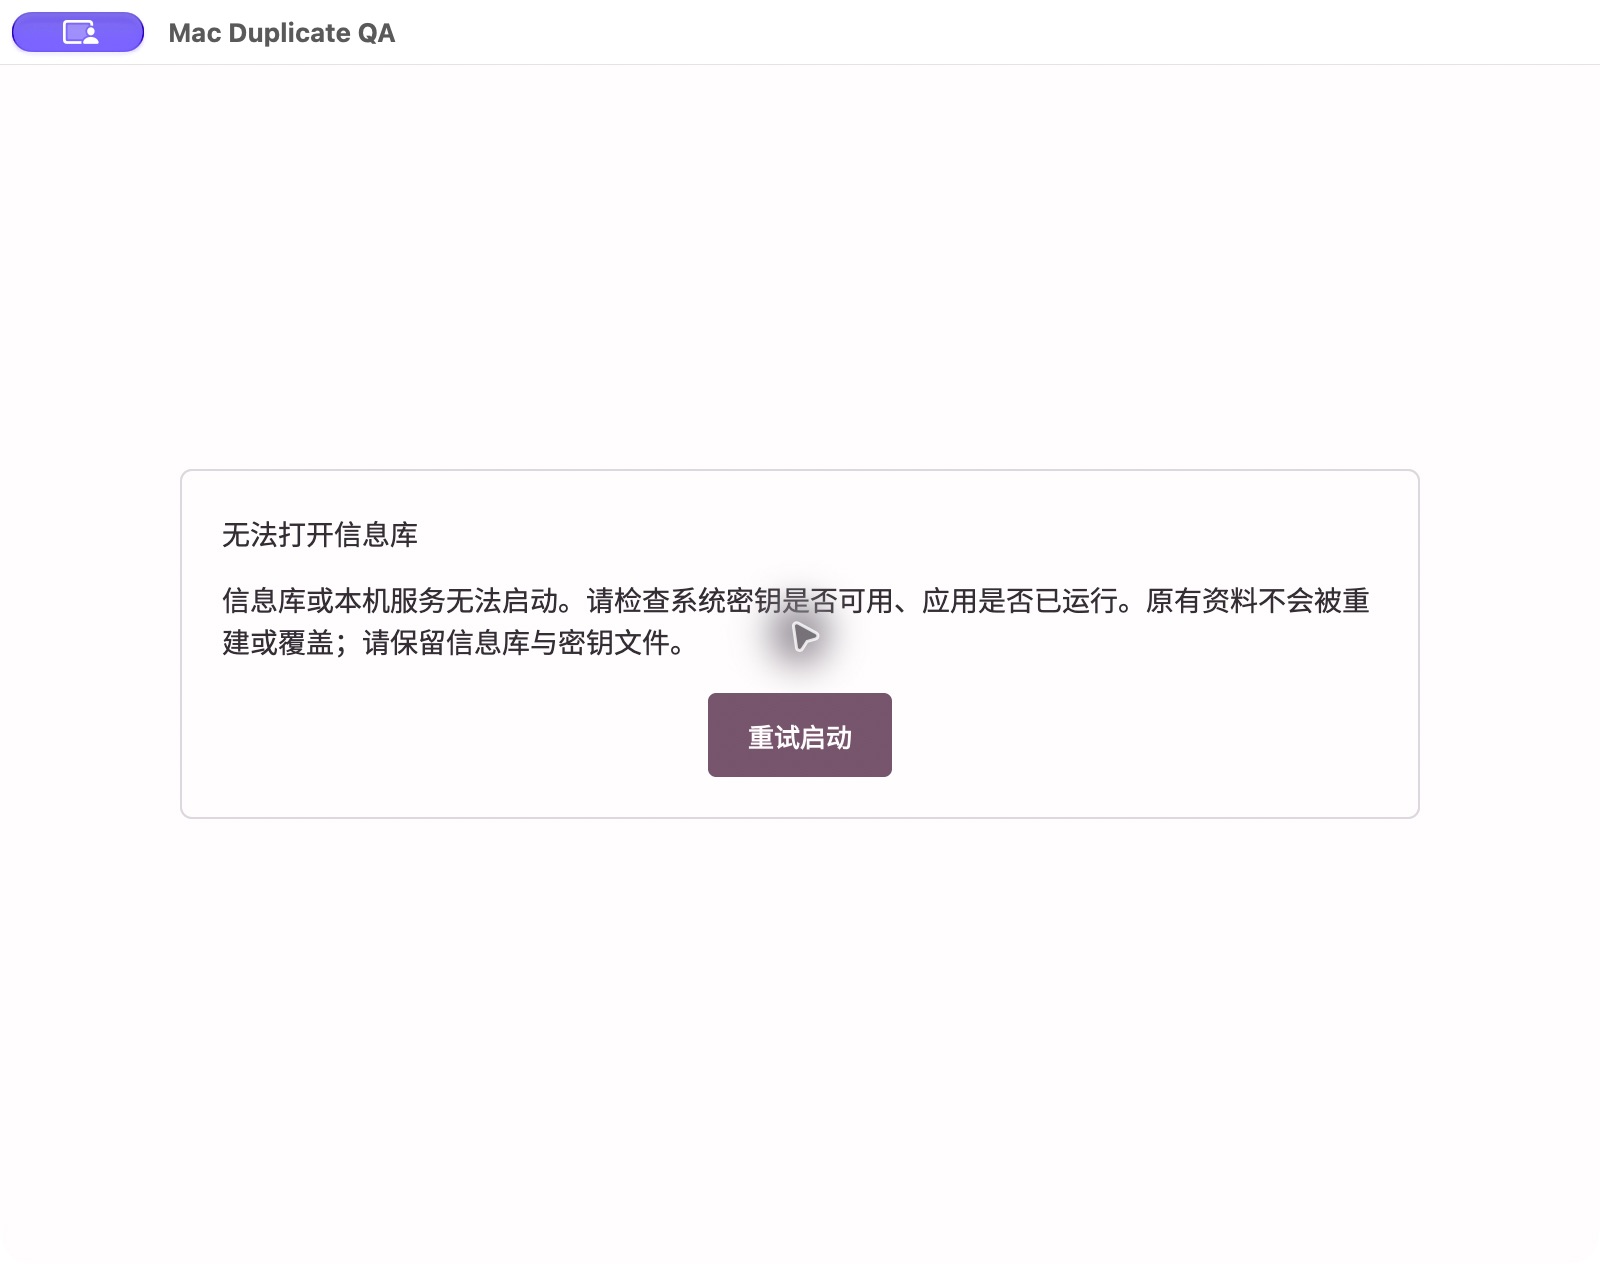 Mac Duplicate QA
无法打开信息库
信息库或本机服务无法启动。请检查系统密钥是否可用、应用是否已运行。原有资料不会被重
建或覆盖；请保留信息库与密钥文件。
重试启动